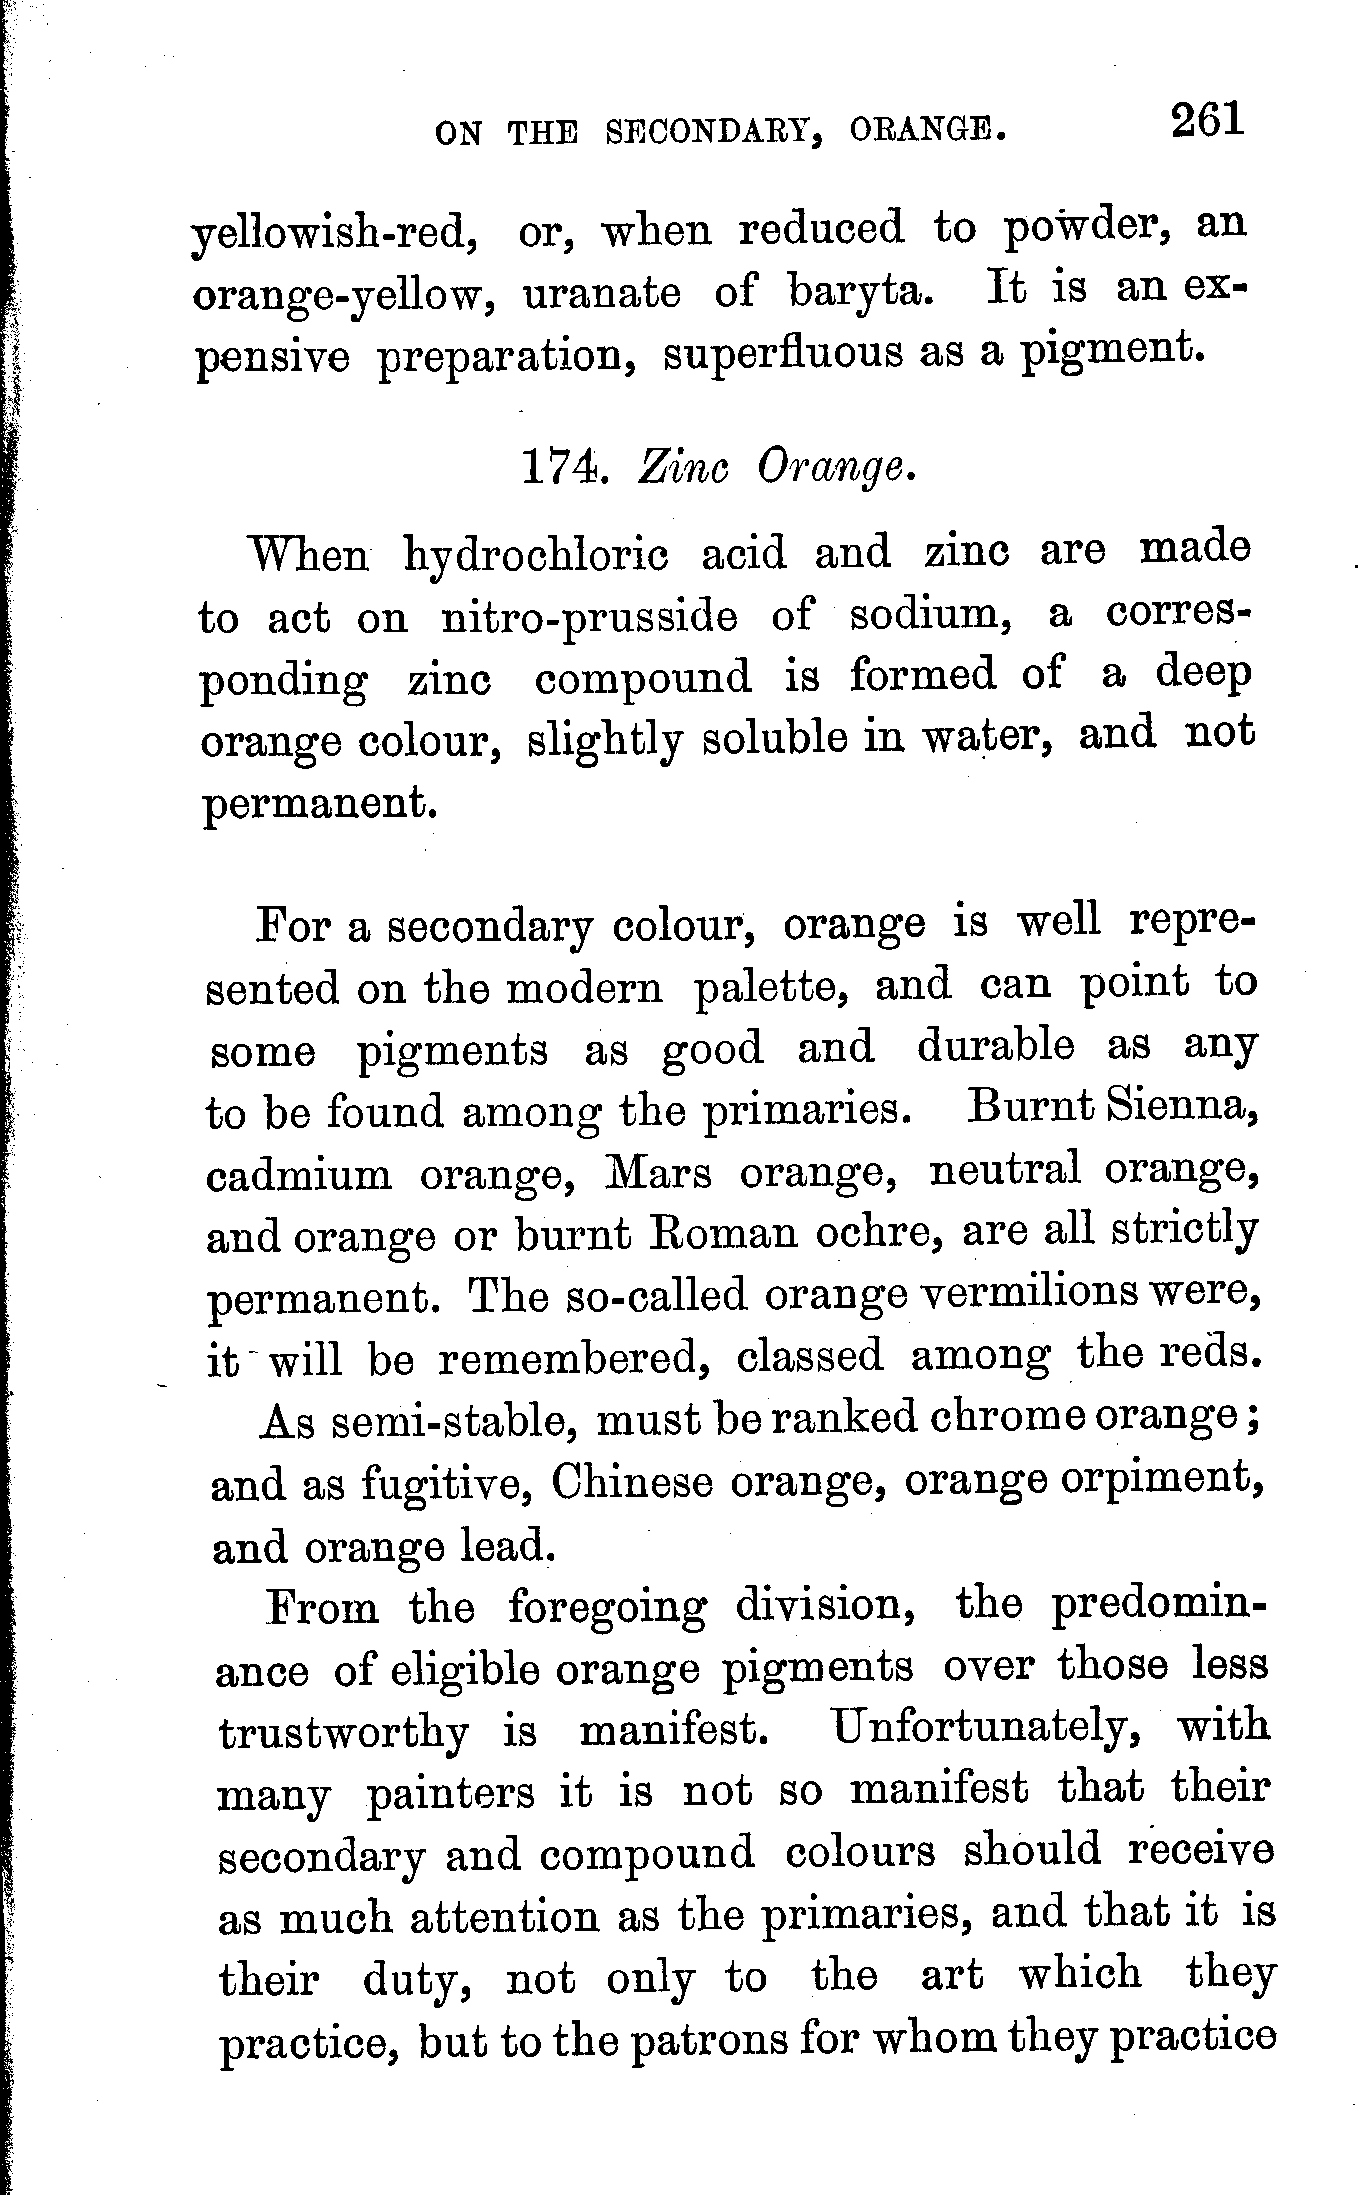 ON THE SECONDARY, ORANGE. 261
yellowish-red, or, when reduced to powder, an
orange-yellow, uranate of baryta. It is an ex-
pensive preparation, superfluous as a pigment.
174. Zinc Orange.
When hydrochloric acid and zinc are made
to act on nitro-prusside of sodium, a corres-
ponding zinc compound is formed of a deep
orange colour, slightly soluble in water, and not
permanent.
For a secondary colour, orange is well repre-
sented on the modern palette, and can point to
some pigments as good and durable as any
to be found among the primaries. Burnt Sienna,
cadmium orange, Mars orange, neutral orange,
and orange or burnt Roman ochre, are all strictly
permanent. The so-called orange vermilions were,
it will be remembered, classed among the reds.
As semi-stable, must be ranked chrome orange;
and as fugitive, Chinese orange, orange orpiment,
and orange lead.
From the foregoing division, the predomin-
ance of eligible orange pigments over those less
trustworthy is manifest. Unfortunately, with
many painters it is not so manifest that their
secondary and compound colours should receive
as much attention as the primaries, and that it is
their duty, not only to the art which they
practice, but to the patrons for whom they practice